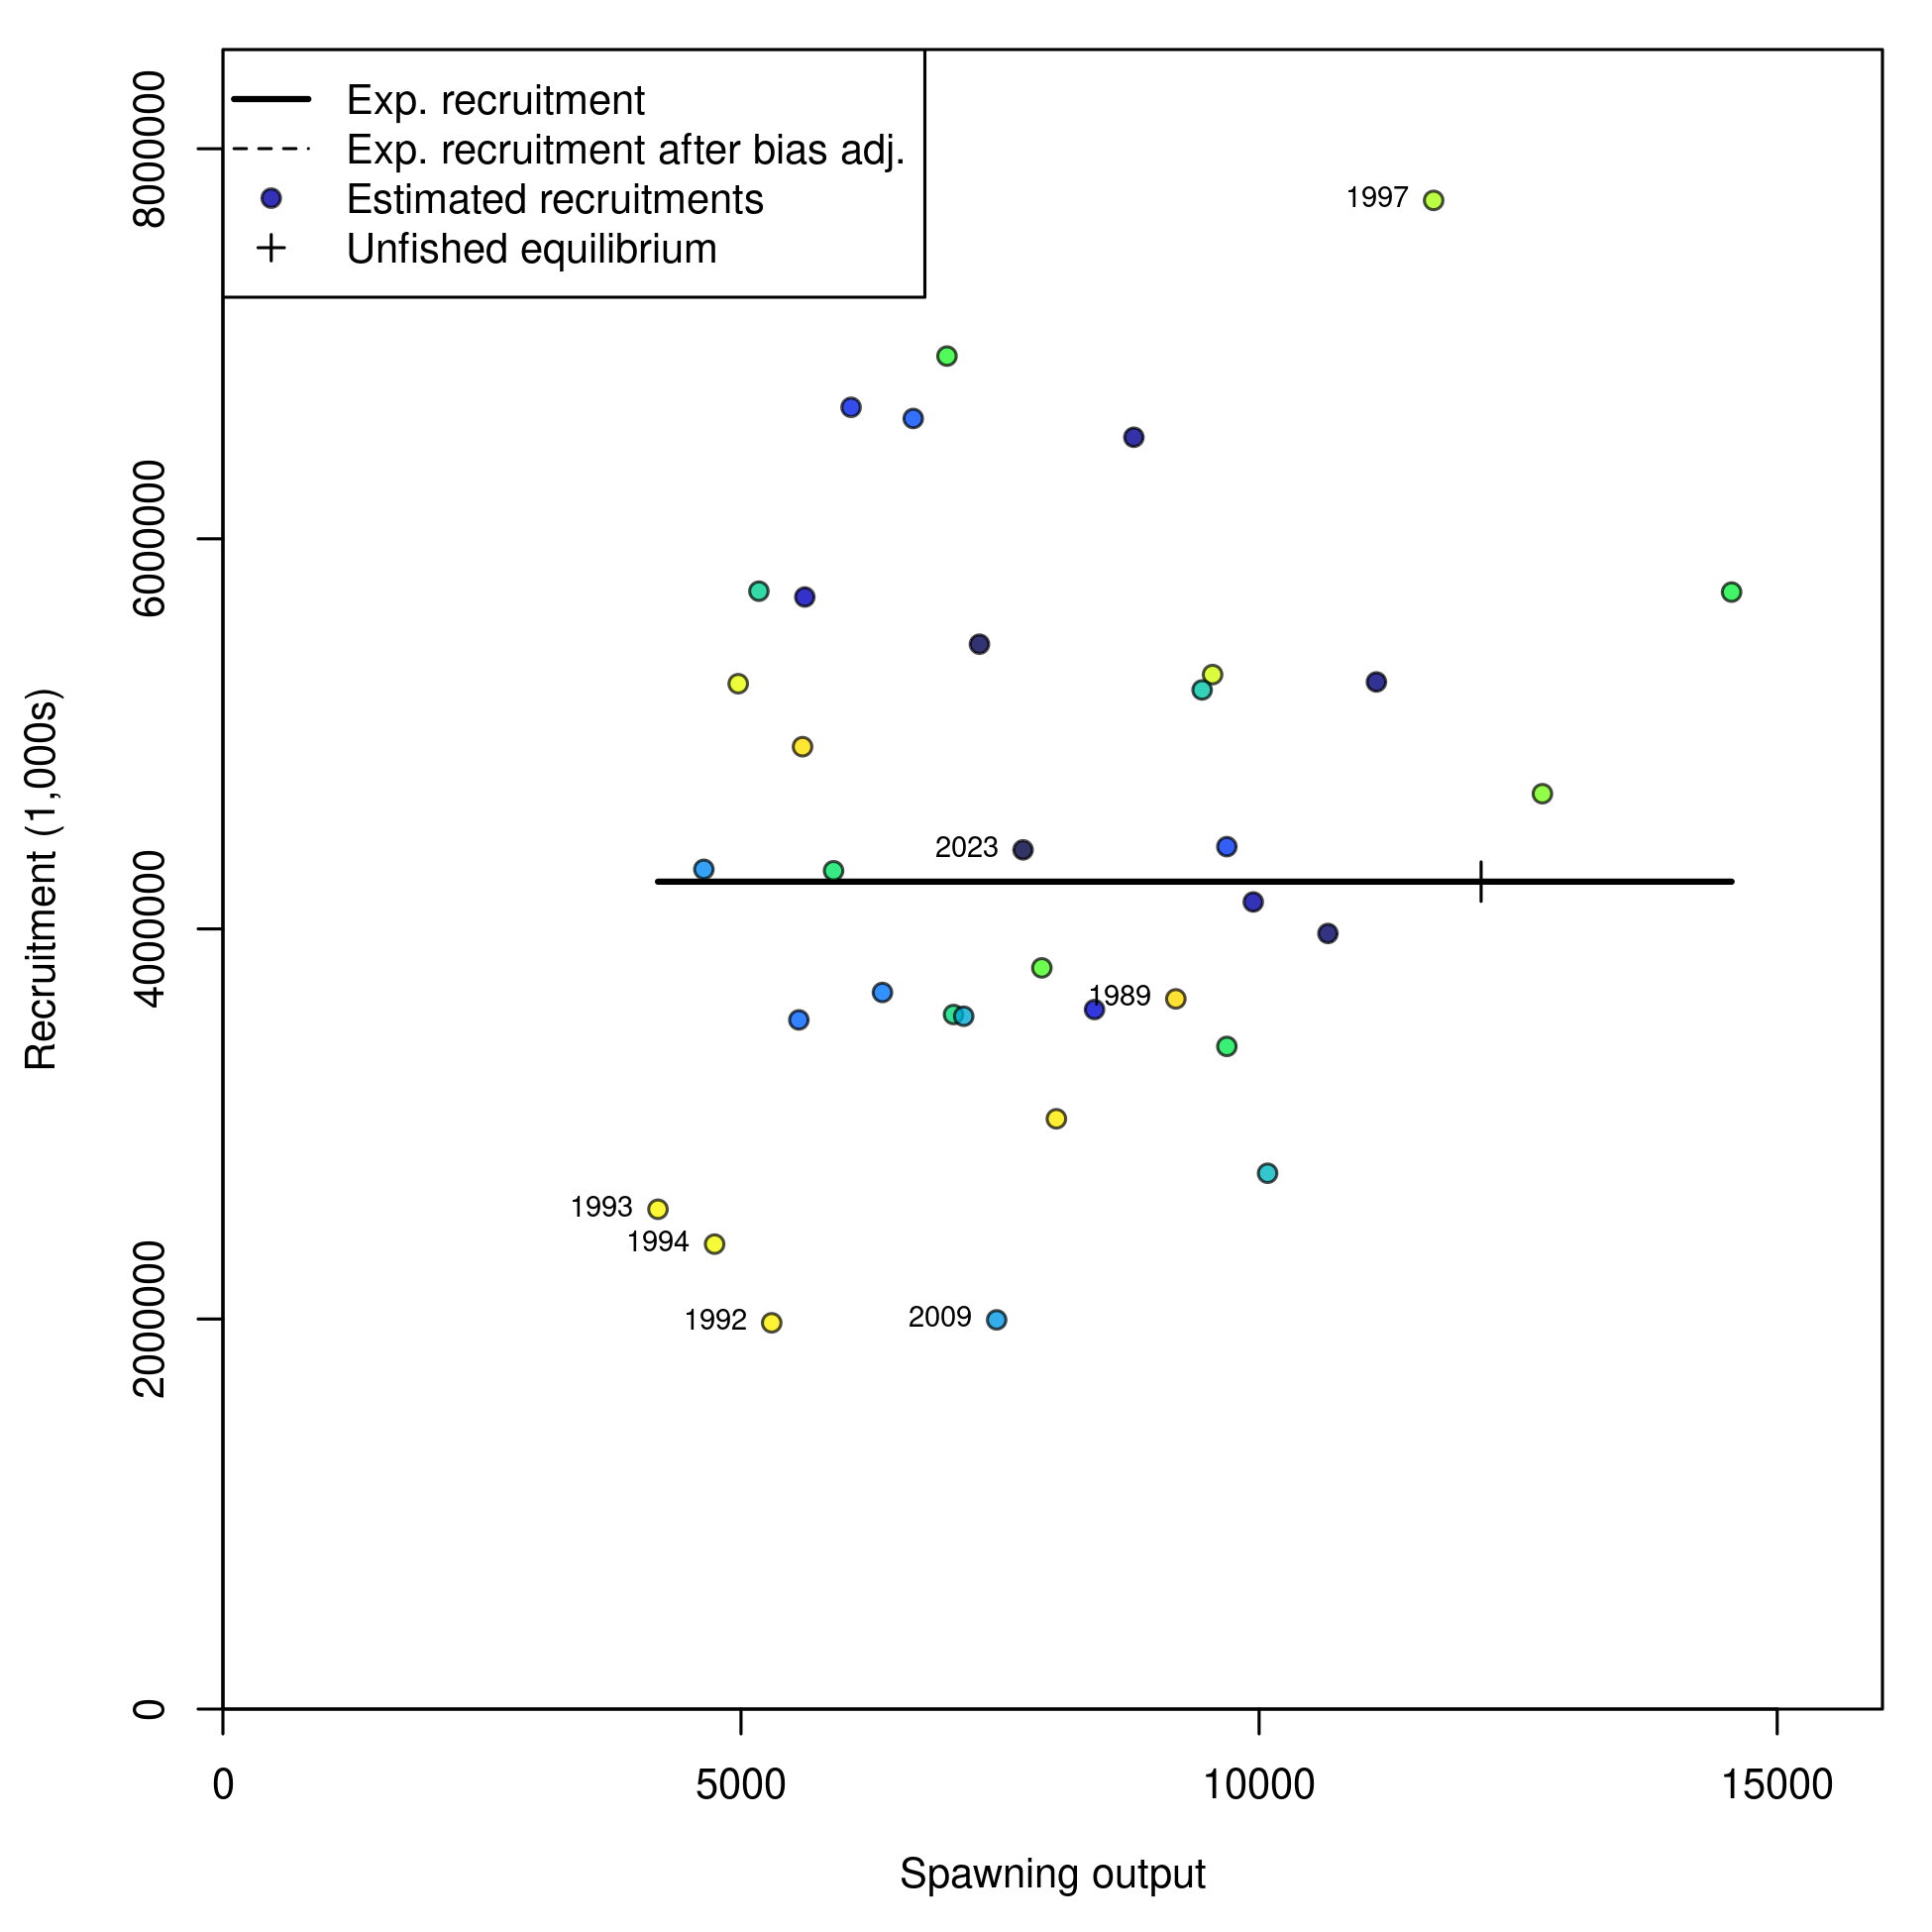 Exp. recruitment
Exp. recruitment after bias adj.
Estimated recruitments
Unfished equilibrium
1997
2023
1989
1993
1994
1992
2009
8000000
6000000
4000000
2000000
0
Recruitment (1,000s)
0 5000 10000 15000
Spawning output